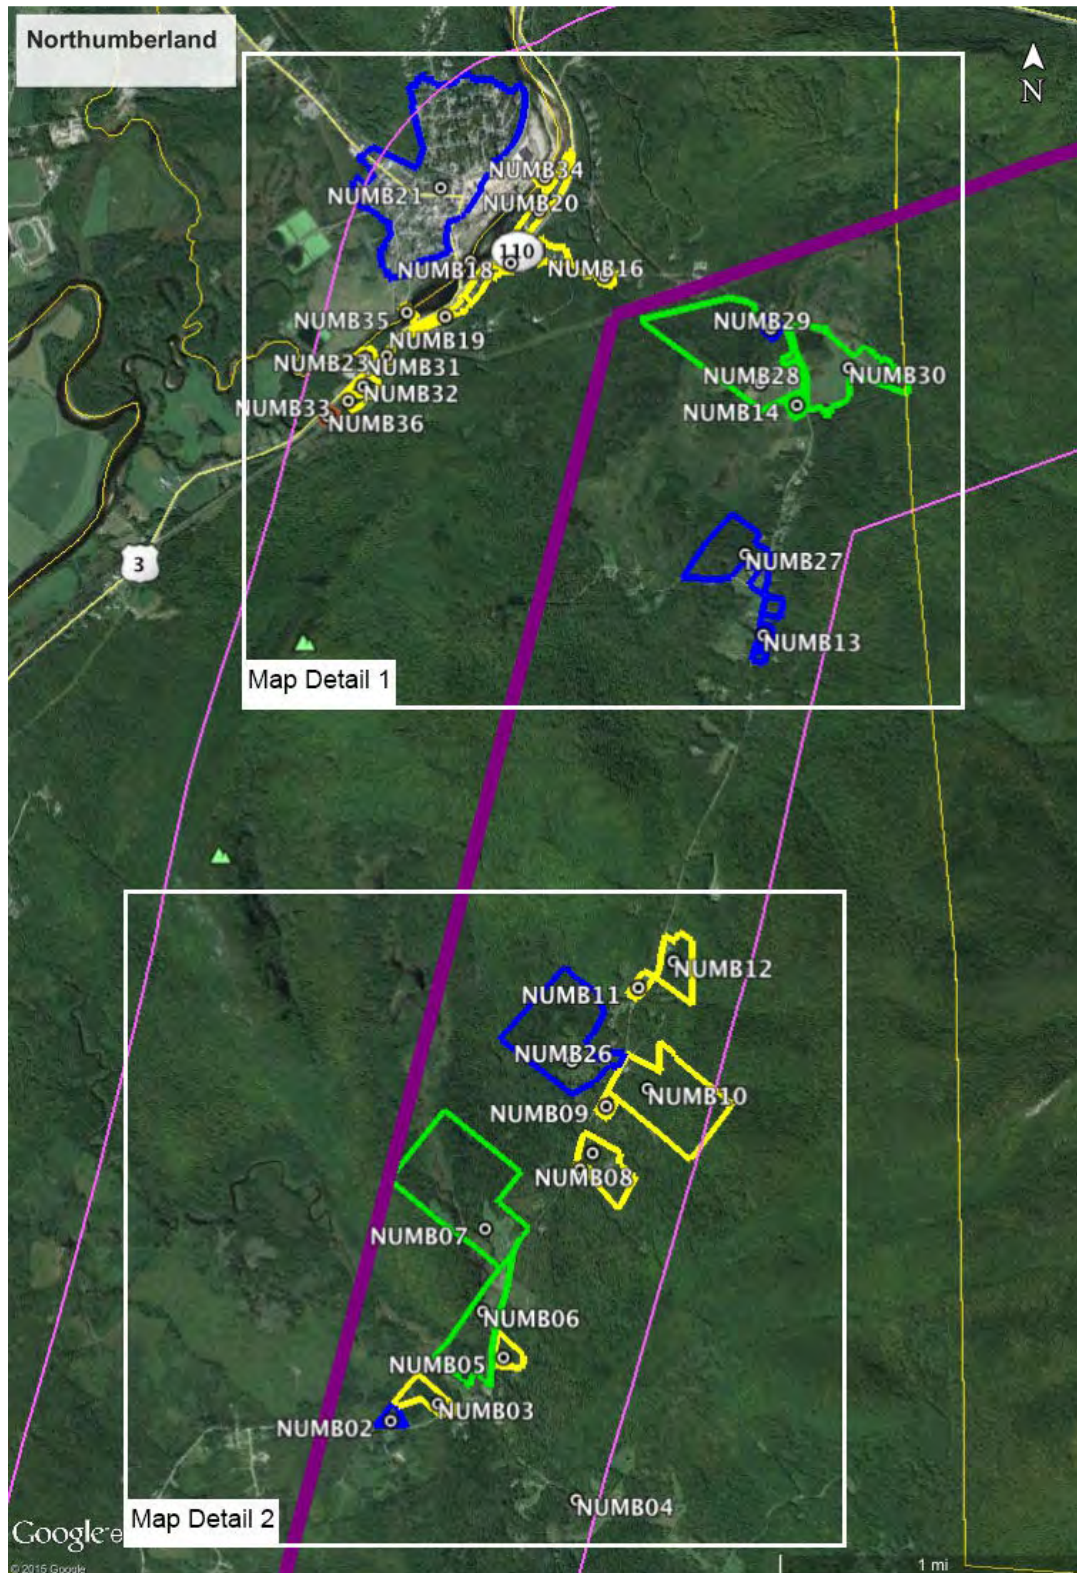 Northumberland
N
NUMB34
NUMB21
NUMB20
110
NUMB18
NUMB16
NUMB35
NUMB29
NUMB19
NUMB23
NUMB31
NUMB28
NUMB30
NUMB32
NUMB33
NUMB14
NUMB36
3
NUMB27
NUMB13
Map Detail 1
NUMB12
NUMB11
NUMB26
NUMB10
NUMB09
NUMB08
NUMB07
NUMB06
NUMB05
NUMB03
NUMB02
NUMB04
Map Detail 2
Google e
© 2015 Google
1 mi